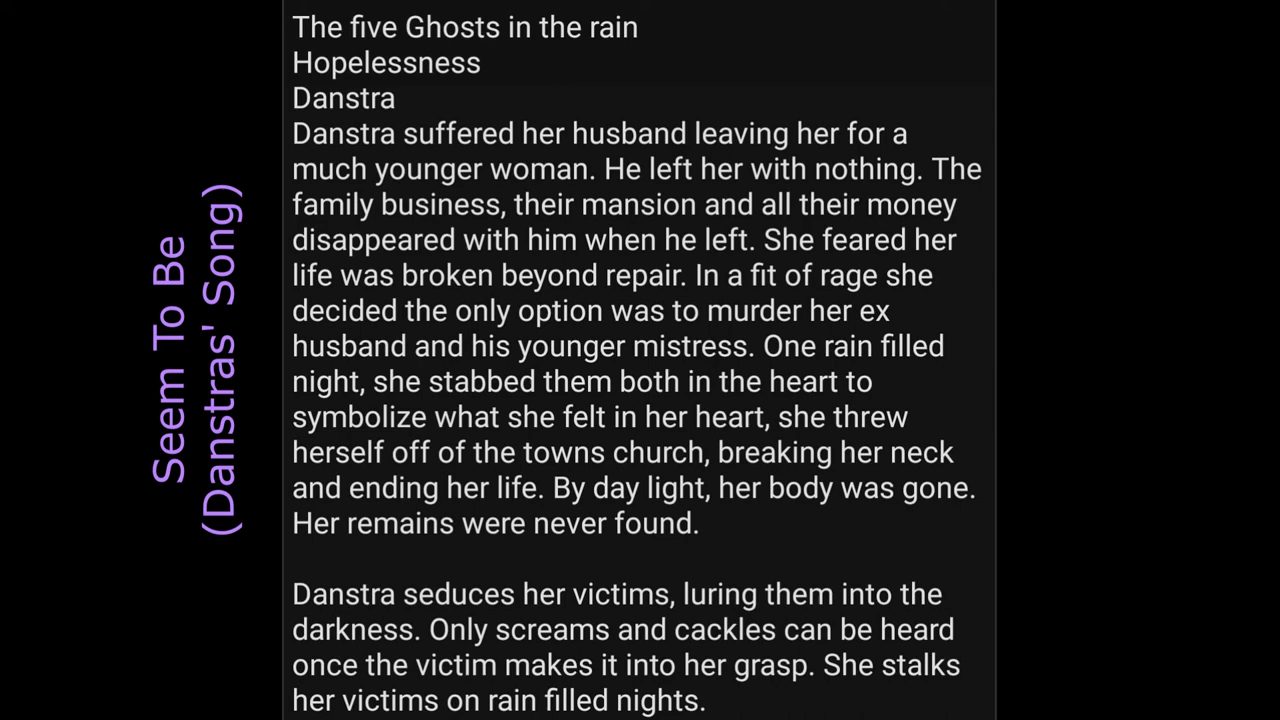 Seem To Be
(Danstras' Song)
The five Ghosts in the rain
Hopelessness
Danstra
Danstra suffered her husband leaving her for a
much younger woman. He left her with nothing. The
family business, their mansion and all their money
disappeared with him when he left. She feared her
life was broken beyond repair. In a fit of rage she
decided the only option was to murder her ex
husband and his younger mistress. One rain filled
night, she stabbed them both in the heart to
symbolize what she felt in her heart, she threw
herself off of the towns church, breaking her neck
and ending her life. By day light, her body was gone.
Her remains were never found.
Danstra seduces her victims, luring them into the
darkness. Only screams and cackles can be heard
once the victim makes it into her grasp. She stalks
her victims on rain filled nights.